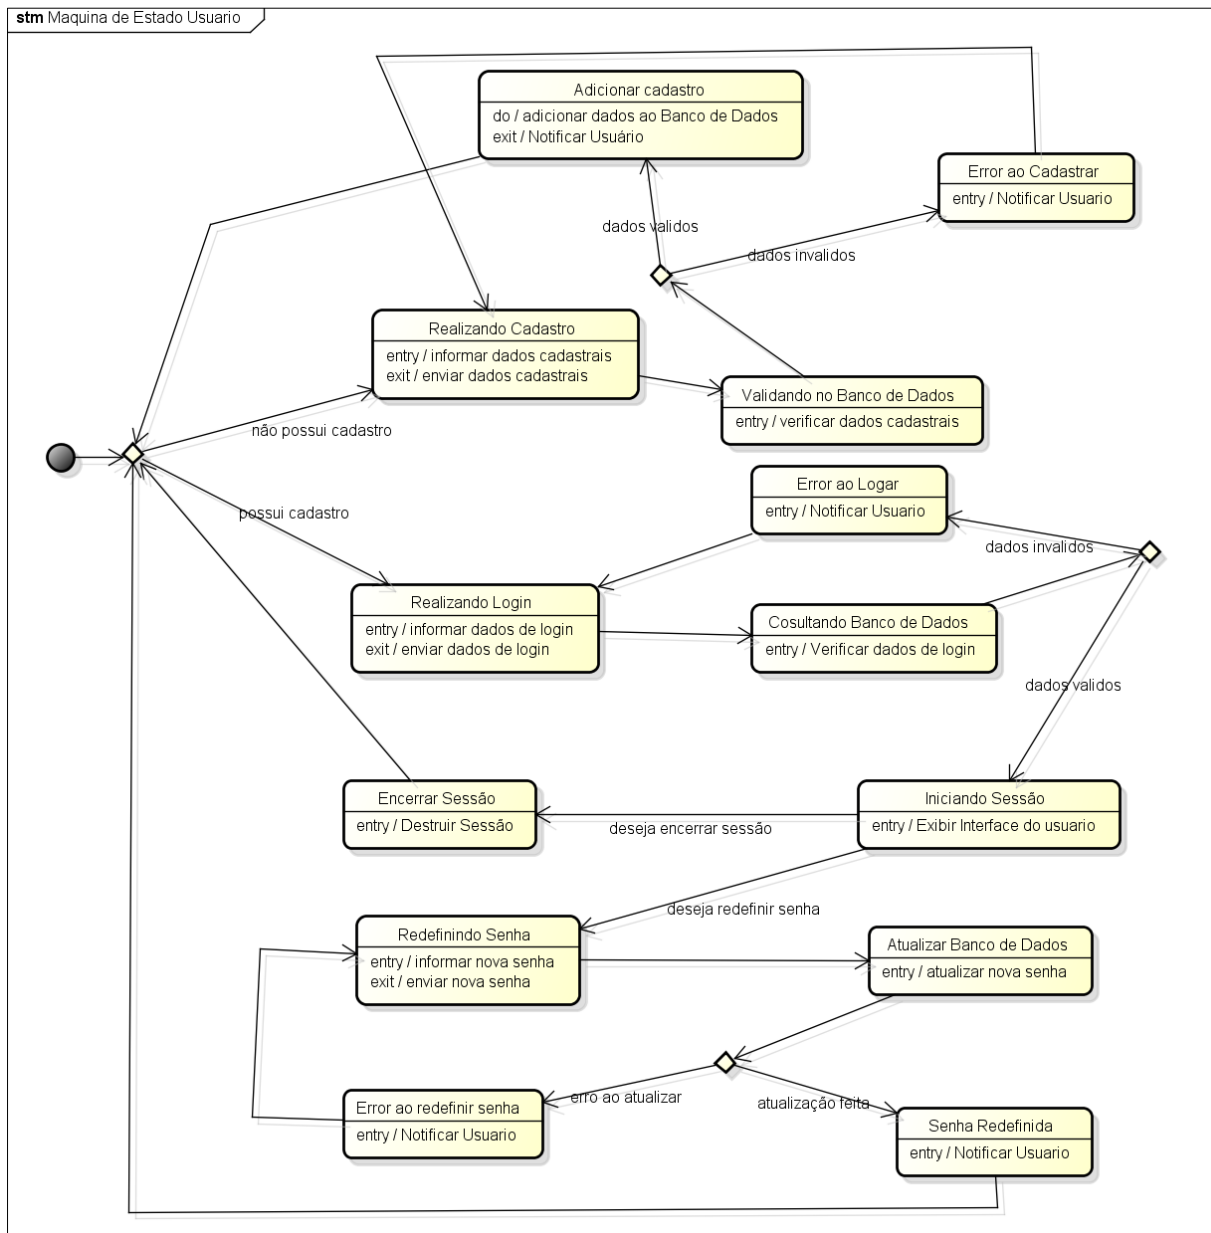 stm Maquina de Estado Usuario
Adicionar cadastro
do / adicionar dados ao Banco de Dados
exit / Notificar Usuário
Error ao Cadastrar
entry / Notificar Usuario
dados validos
dados invalidos
Realizando Cadastro
entry / informar dados cadastrais
exit / enviar dados cadastrais
Validando no Banco de Dados
entry / verificar dados cadastrais
não possui cadastro
Error ao Logar
entry / Notificar Usuario
possui cadastro
dados invalidos
Realizando Login
entry / informar dados de login
exit / enviar dados de login
Cosultando Banco de Dados
entry / Verificar dados de login
dados validos
Encerrar Sessão
entry / Destruir Sessão
deseja encerrar sessão
Iniciando Sessão
entry / Exibir Interface do usuario
deseja redefinir senha
Redefinindo Senha
entry / informar nova senha
exit / enviar nova senha
Atualizar Banco de Dados
entry / atualizar nova senha
erro ao atualizar
atualização feita
Error ao redefinir senha
entry / Notificar Usuario
Senha Redefinida
entry / Notificar Usuario